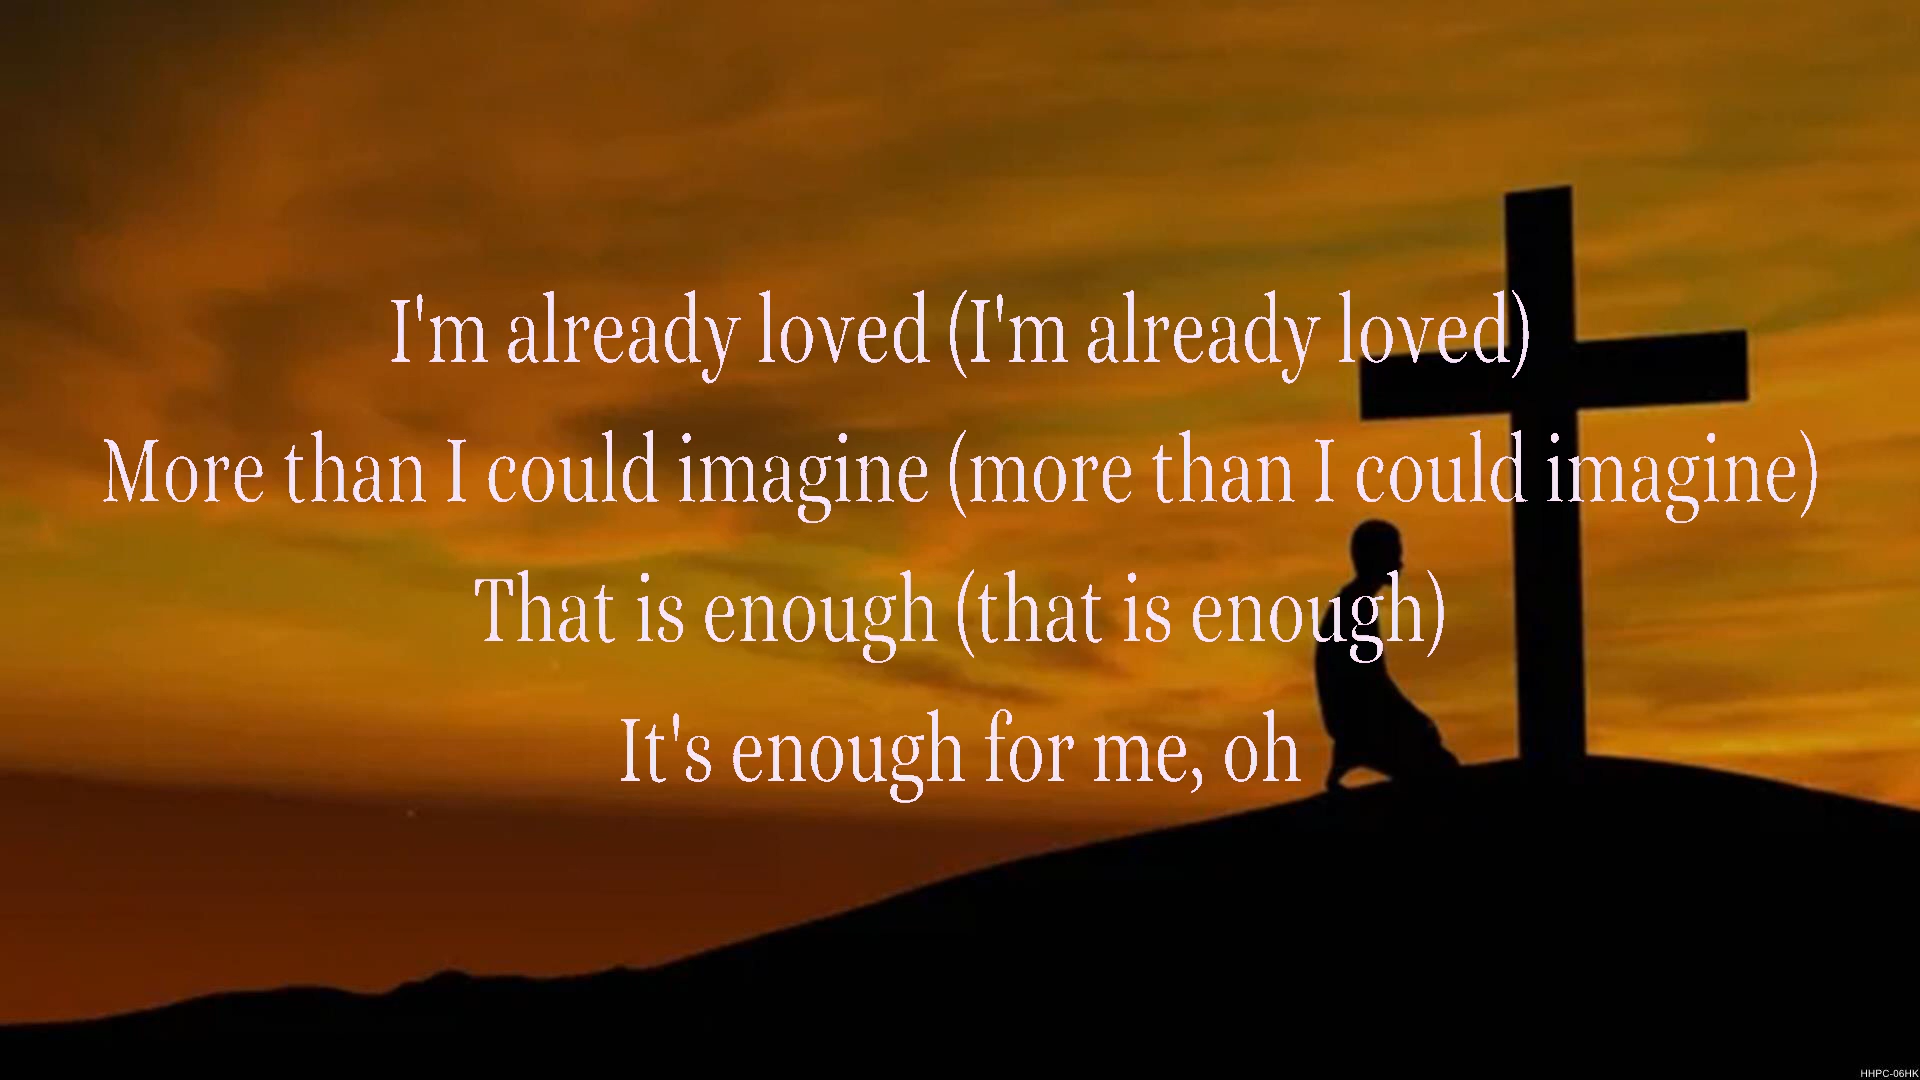 I'm already loved (I'm already loved)
More than I could imagine (more than I could imagine)
That is enough (that is enough)
It's enough for me, oh
HHPC-06HK